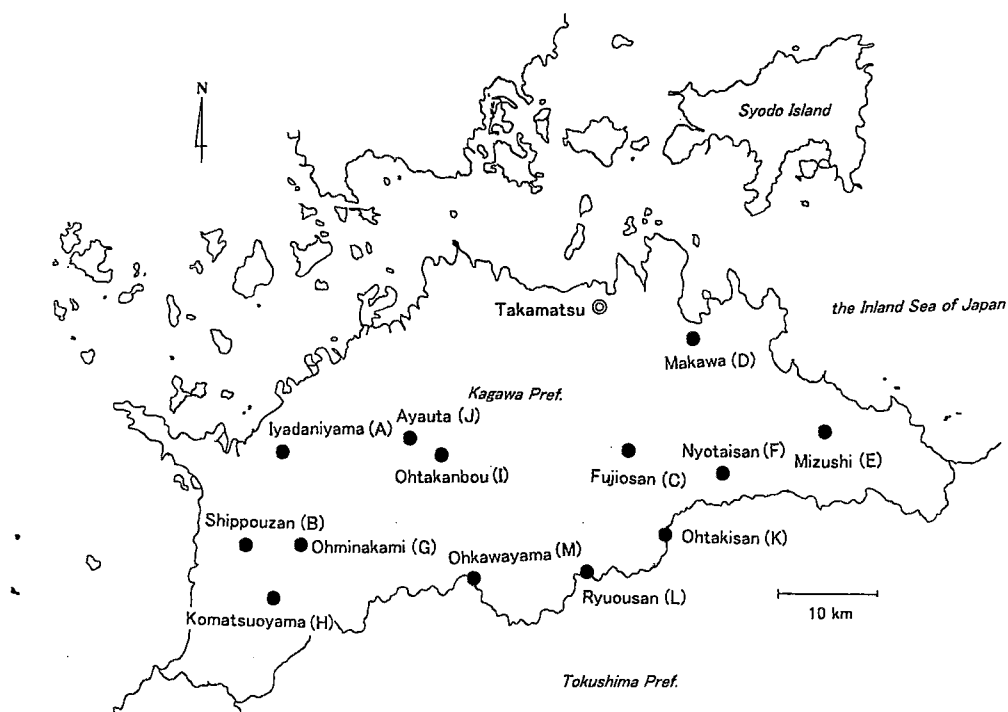 N
Syodo Island
Takamatsu
the Inland Sea of Japan
Makawa (D)
Kagawa Pref.
Ayauta (J)
Iyadaniyama (A)
Ohtakanbou (I)
Fujiosan (C)
Nyotaisan (F)
Mizushi (E)
Shippouzan (B)
Ohminakami (G)
Ohkawayama (M)
Ohtakisan (K)
Ryuousan (L)
Komatsuoyama (H)
10 km
Tokushima Pref.